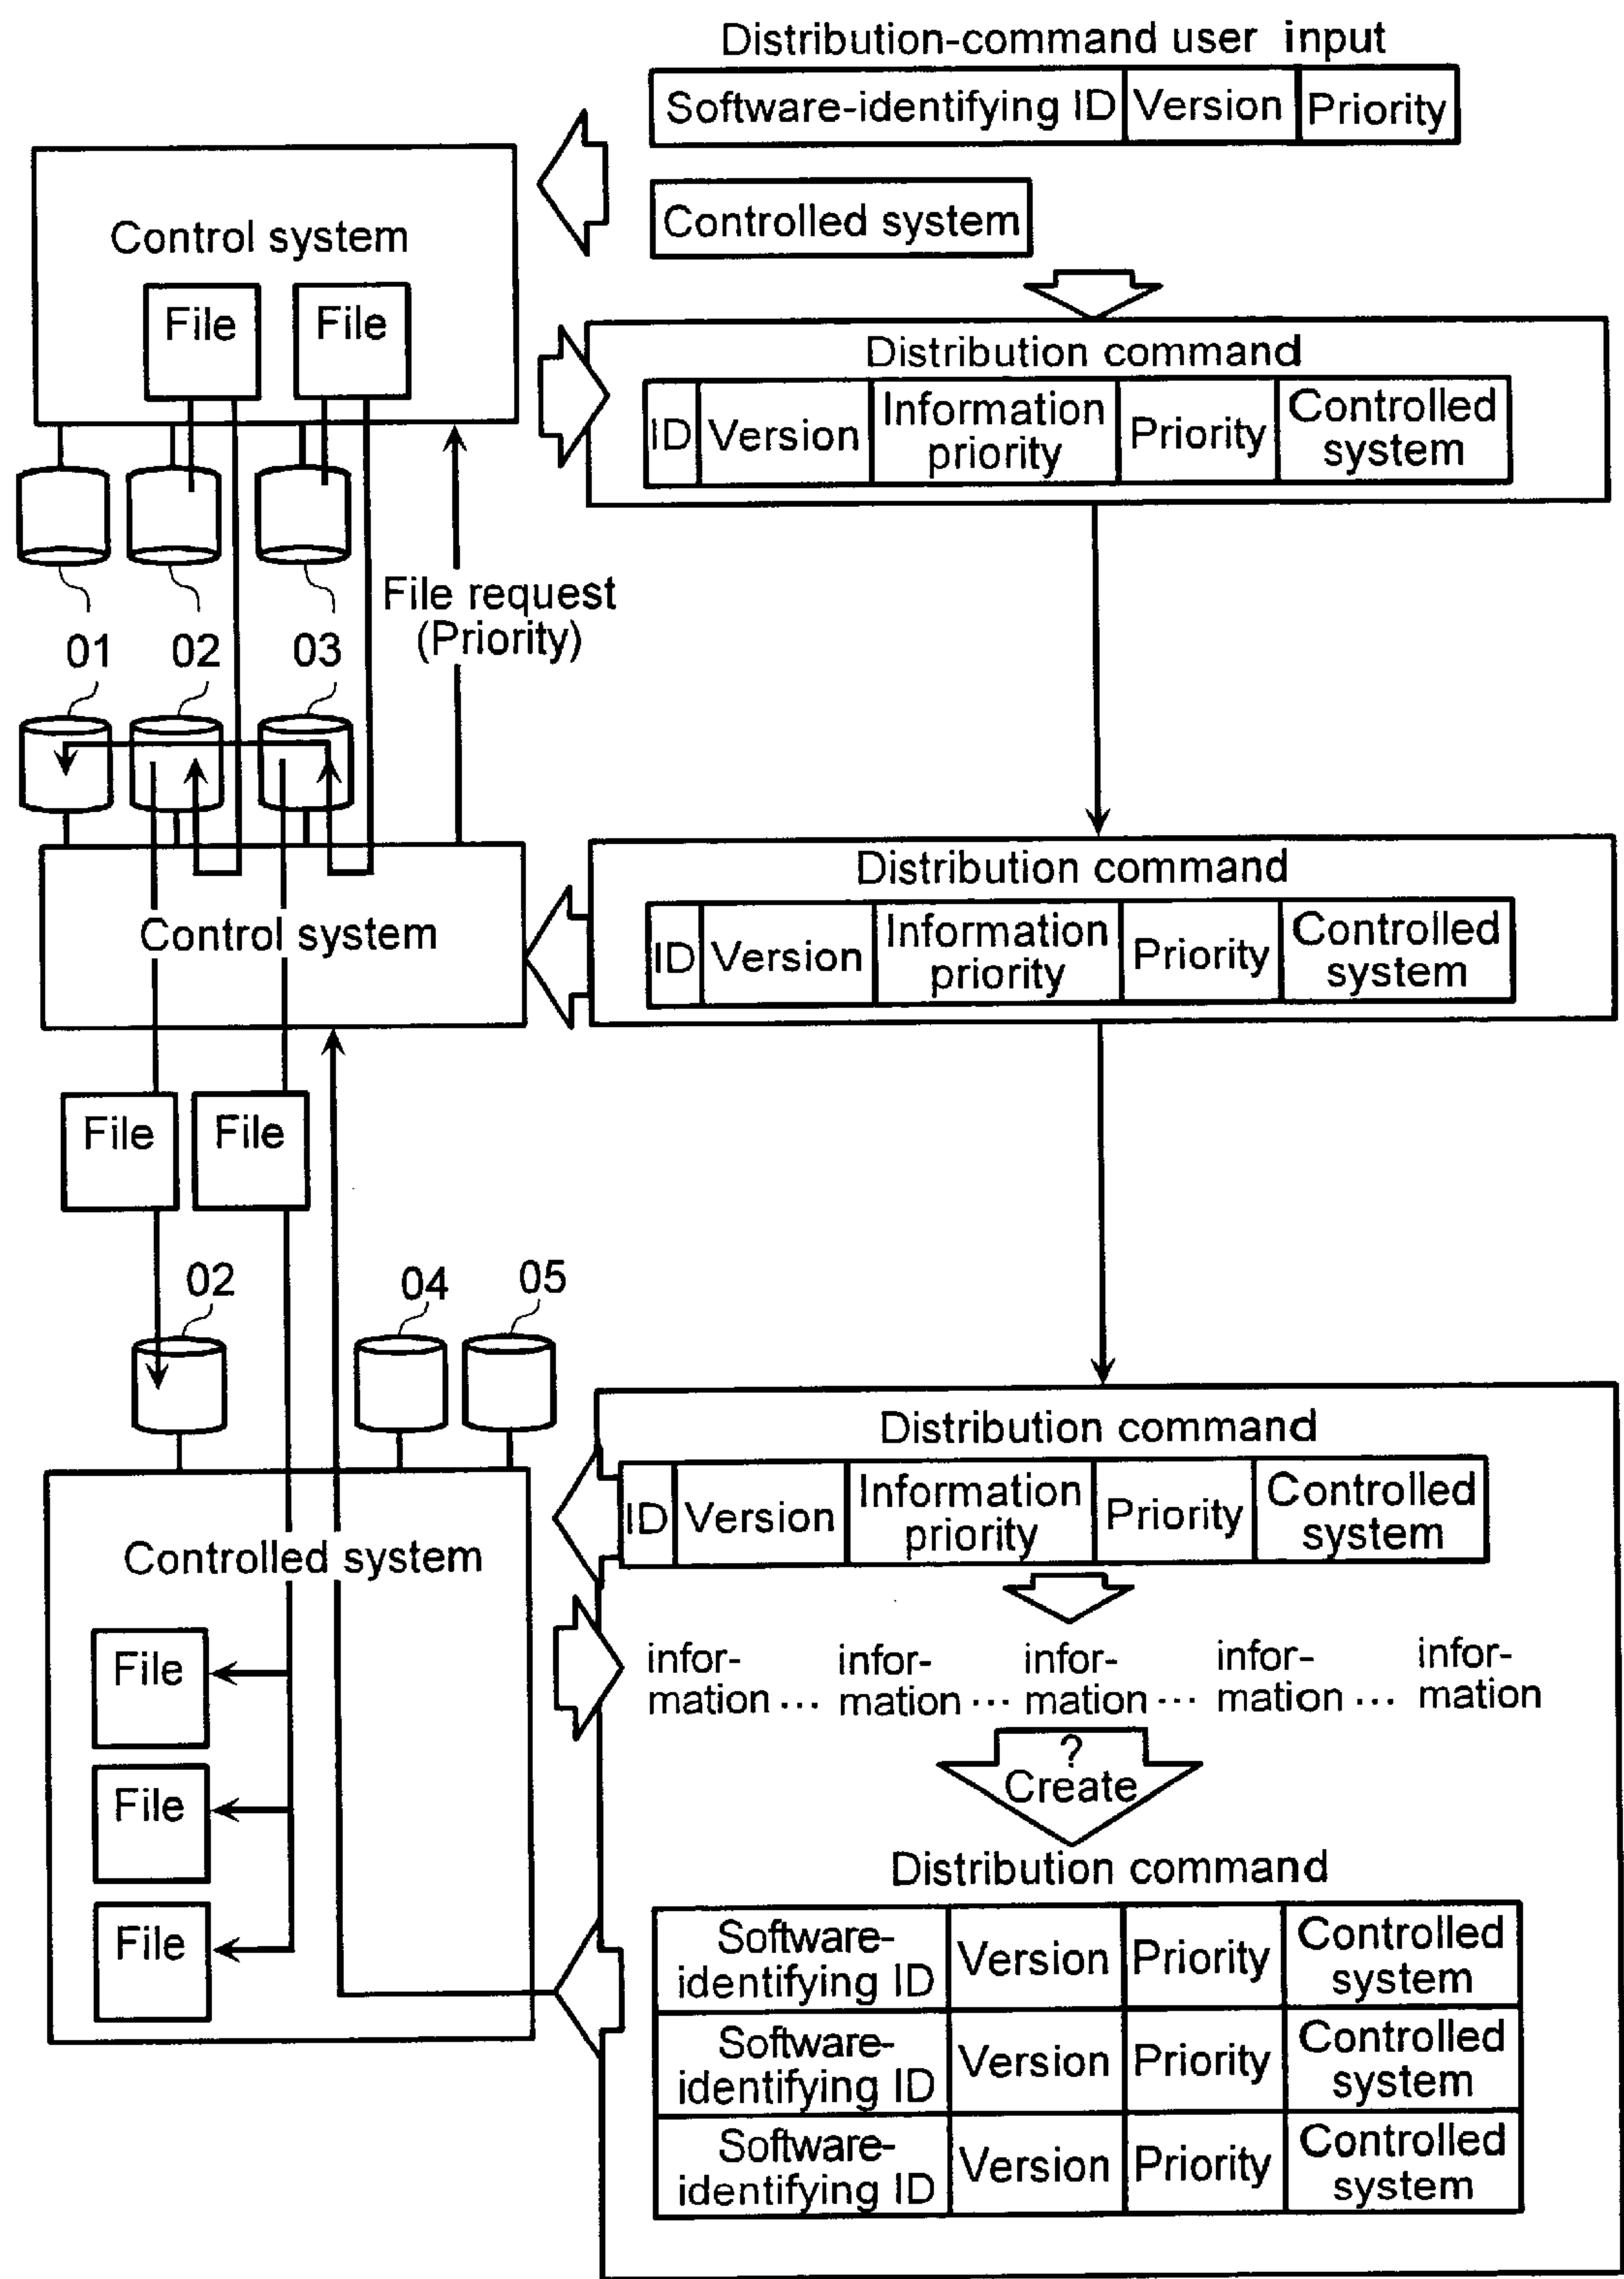 Distribution-command user input
Software-identifying ID Version Priority
Controlled system
Control system
File File
Distribution command
ID Version Information priority Priority Controlled system
File request
(Priority)
01 02 03
Control system
Distribution command
ID Version Information priority Priority Controlled system
File File
02 04 05
Distribution command
ID Version Information priority Priority Controlled system
Controlled system
File
File
File
infor- infor- infor- infor- infor-
mation ... mation ... mation ... mation ... mation
?
Create
Distribution command
Software-identifying ID Version Priority Controlled system
Software-identifying ID Version Priority Controlled system
Software-identifying ID Version Priority Controlled system